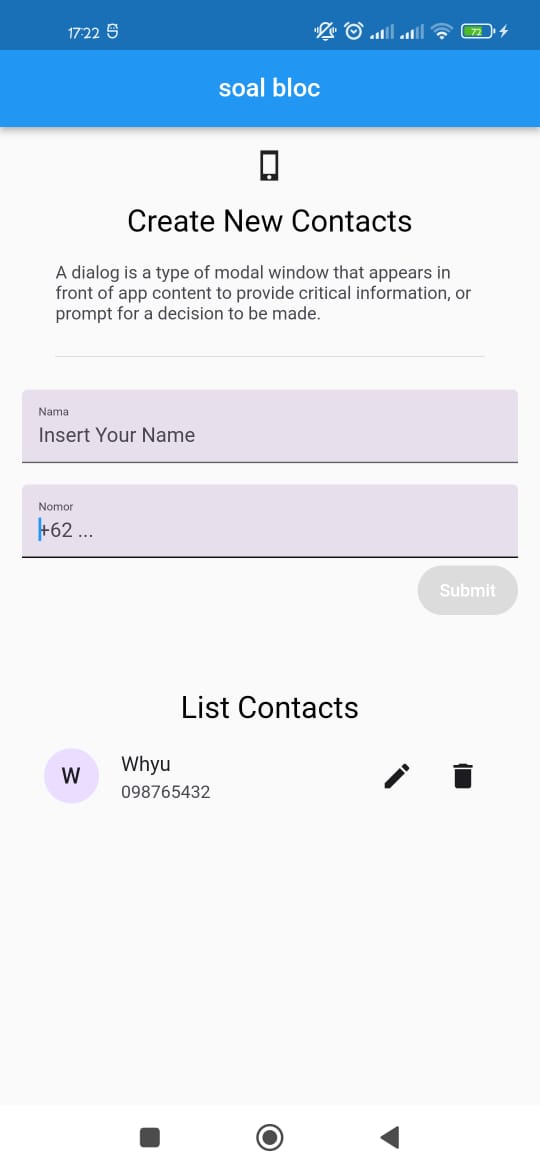 17:22
72
soal bloc
Create New Contacts
A dialog is a type of modal window that appears in
front of app content to provide critical information, or
prompt for a decision to be made.
Nama
Insert Your Name
Nomor
+62 ...
Submit
List Contacts
W
Whyu
098765432